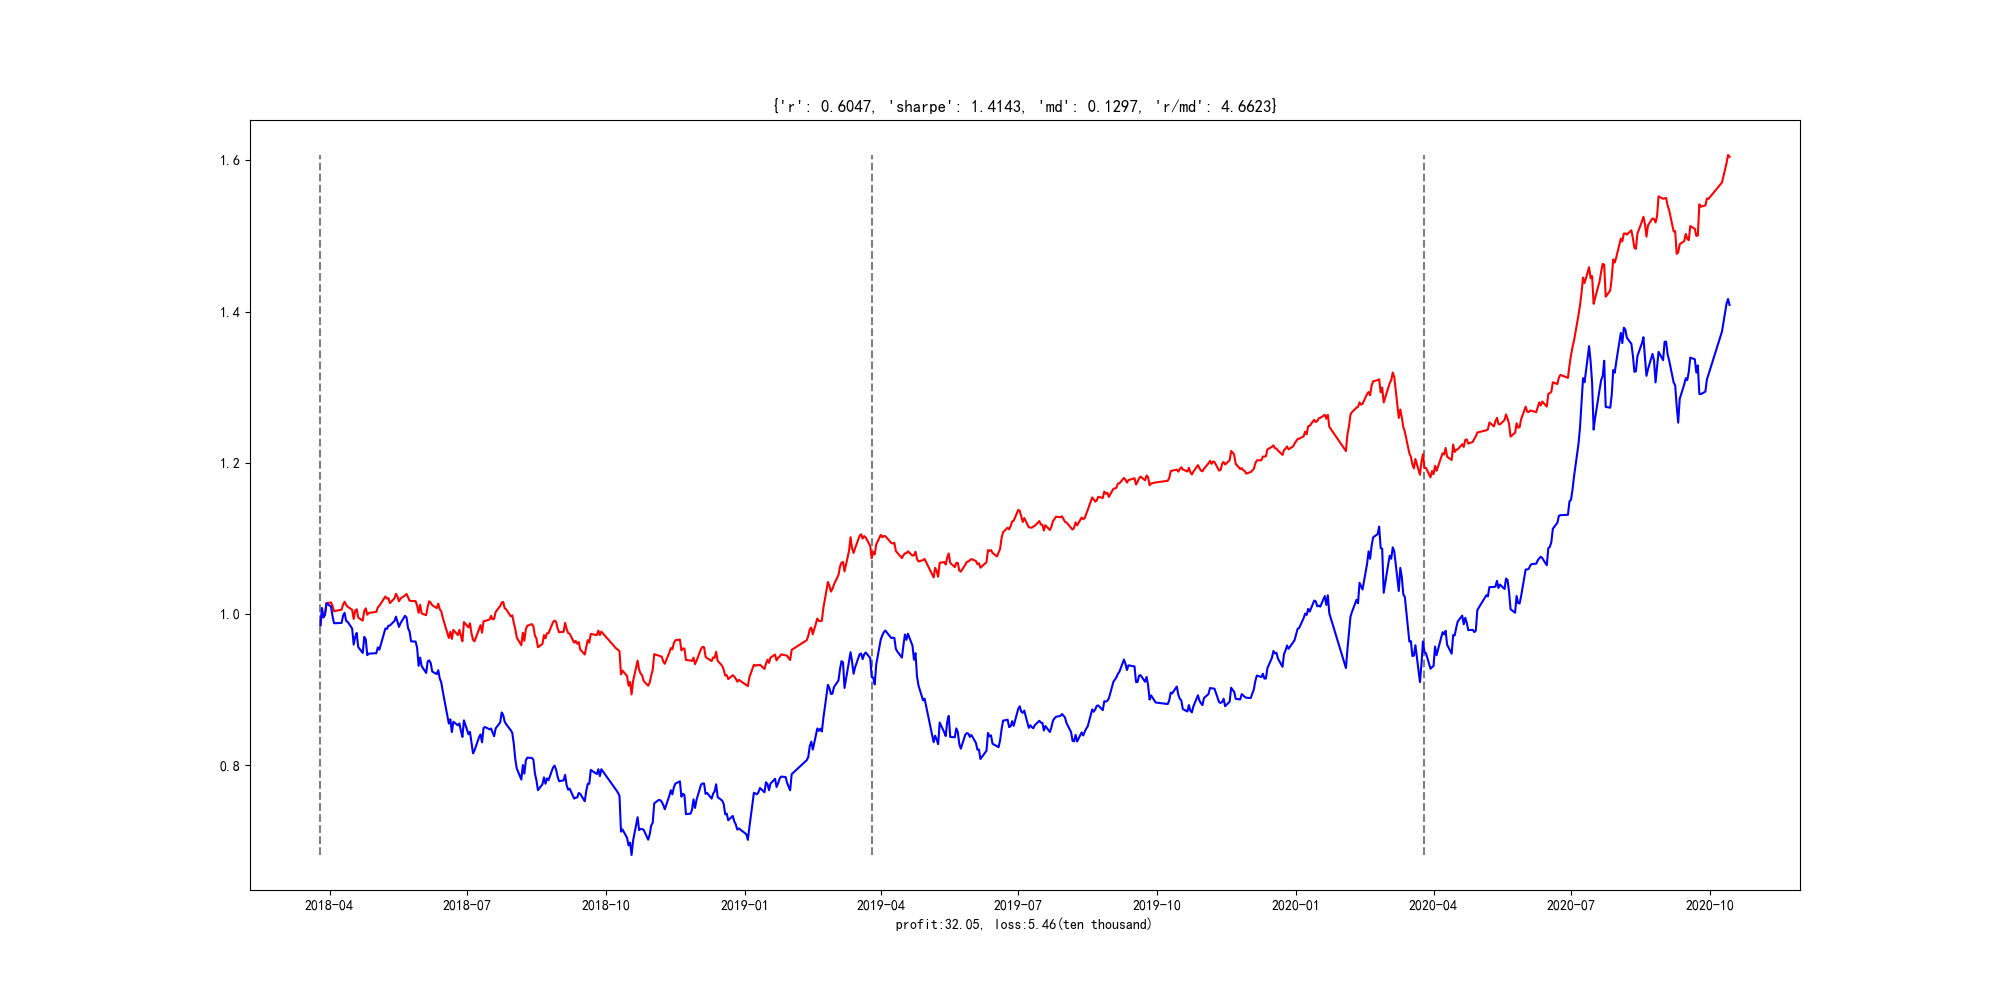 {'r': 0.6047, 'sharpe': 1.4143, 'md': 0.1297, 'r/md': 4.6623}
1.6
1.4
1.2
1.0
0.8
2018-04 2018-07 2018-10 2019-01 2019-04 2019-07 2019-10 2020-01 2020-04 2020-07 2020-10
profit:32.05, loss:5.46(ten thousand)